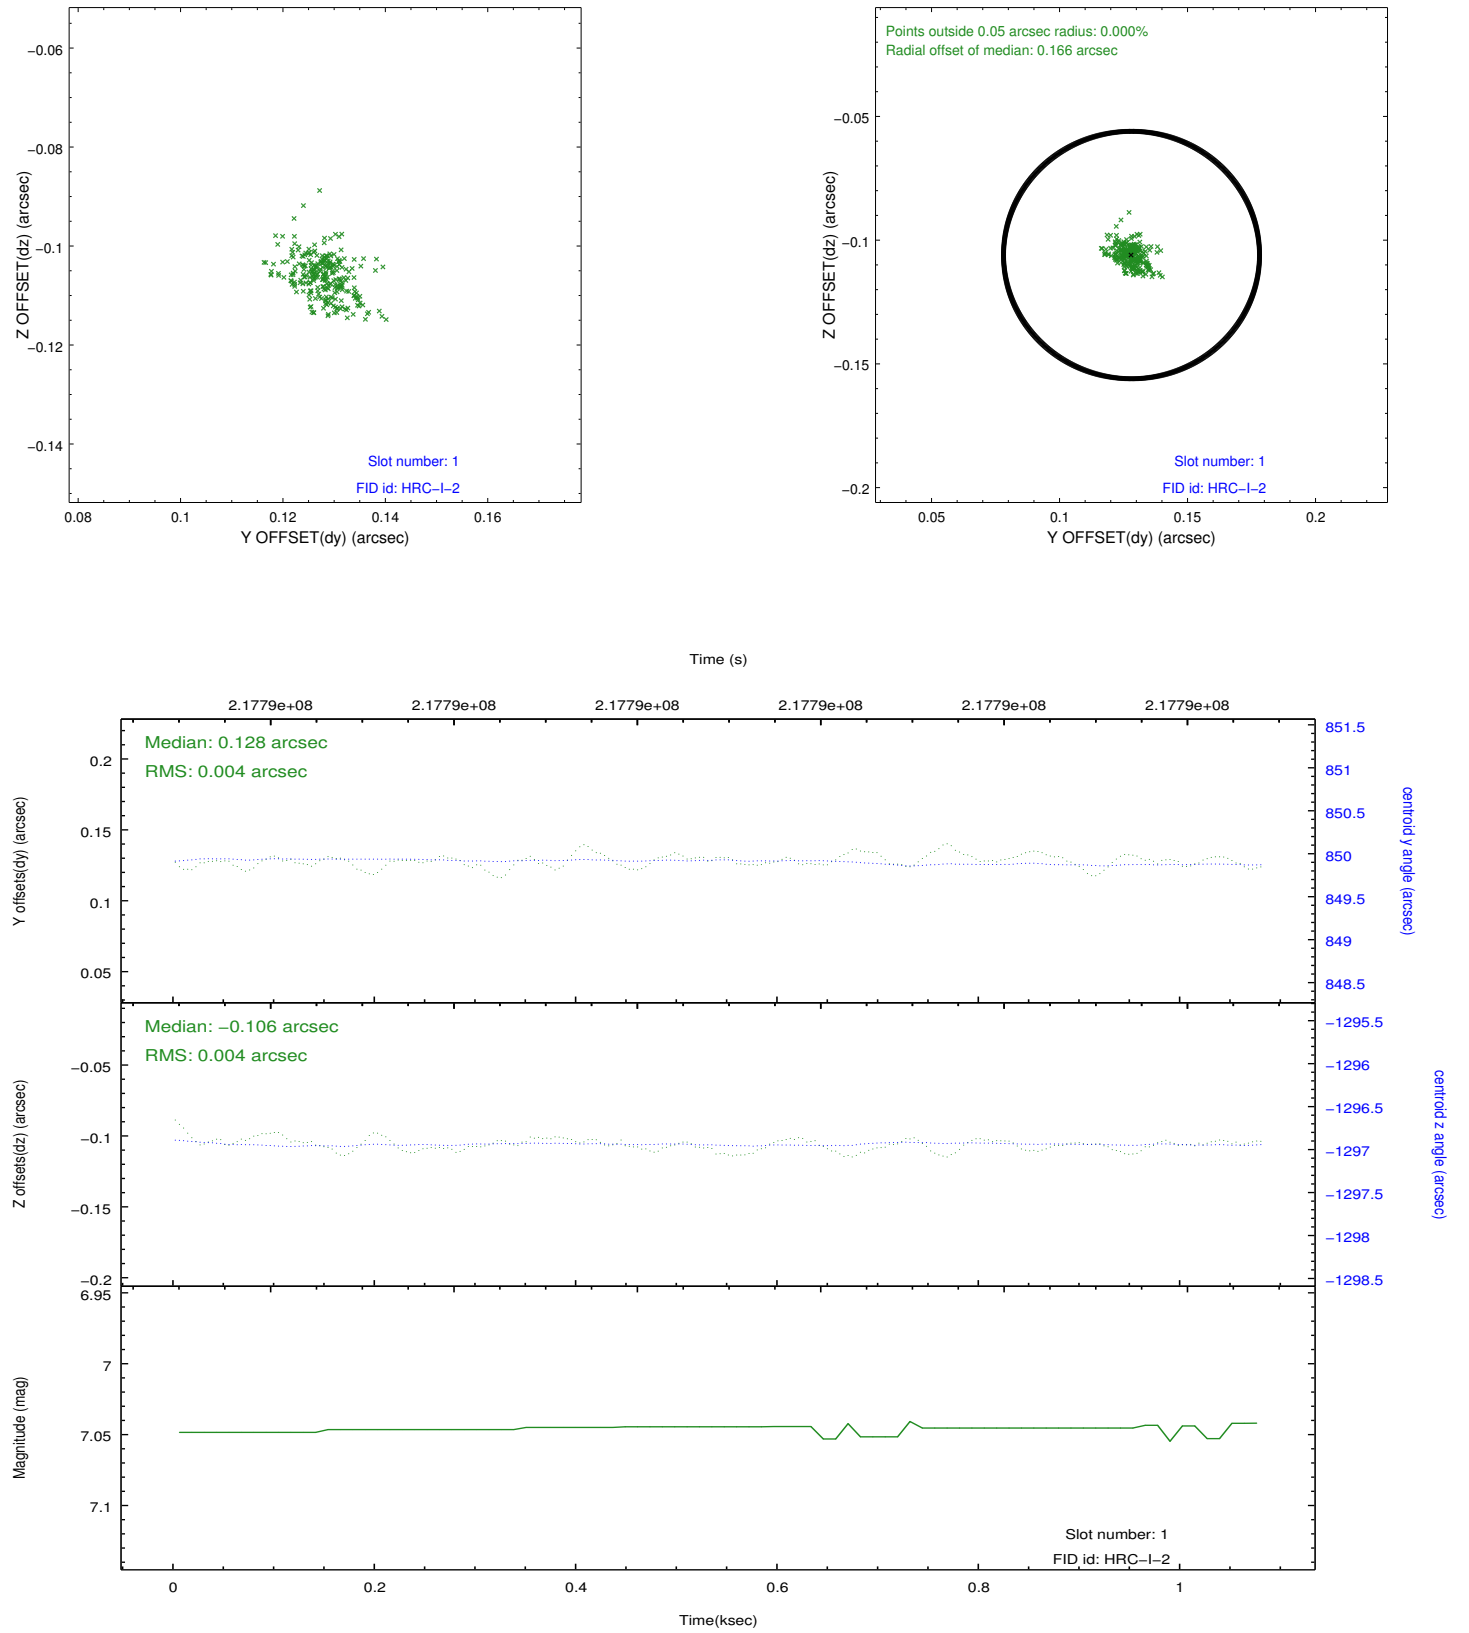 −0.06
−0.08
−0.1
−0.12
−0.14
Z OFFSET(dz) (arcsec)
Slot number: 1
FID id: HRC−I−2
0.08 0.1 0.12 0.14 0.16
Y OFFSET(dy) (arcsec)
Points outside 0.05 arcsec radius: 0.000%
Radial offset of median: 0.166 arcsec
−0.05
−0.1
−0.15
−0.2
Z OFFSET(dz) (arcsec)
Slot number: 1
FID id: HRC−I−2
0.05 0.1 0.15 0.2
Y OFFSET(dy) (arcsec)
Time (s)
2.1779e+08 2.1779e+08 2.1779e+08 2.1779e+08 2.1779e+08 2.1779e+08
Median: 0.128 arcsec
RMS: 0.004 arcsec
0.2
0.15
0.1
0.05
Y offsets(dy) (arcsec)
851.5
851
850.5
850
849.5
849
848.5
centroid y angle (arcsec)
Median: −0.106 arcsec
RMS: 0.004 arcsec
−0.05
−0.1
−0.15
−0.2
Z offsets(dz) (arcsec)
−1295.5
−1296
−1296.5
−1297
−1297.5
−1298
−1298.5
centroid z angle (arcsec)
6.95
7
7.05
7.1
Magnitude (mag)
Slot number: 1
FID id: HRC−I−2
0 0.2 0.4 0.6 0.8 1
Time(ksec)